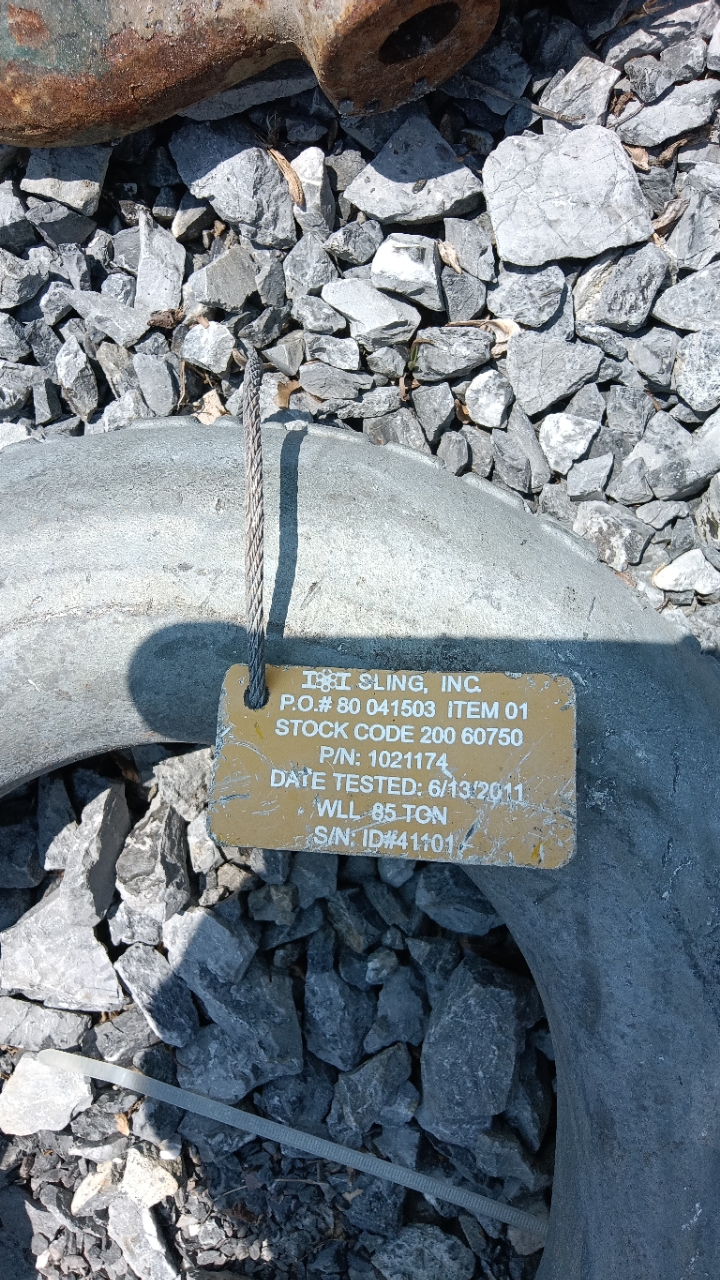 I&I SLING, INC.
P.O.# 80 041503 ITEM 01
STOCK CODE 200 60750
P/N: 1021174
DATE TESTED: 6/13/2011
WLL 85 TON
S/N: ID#41101